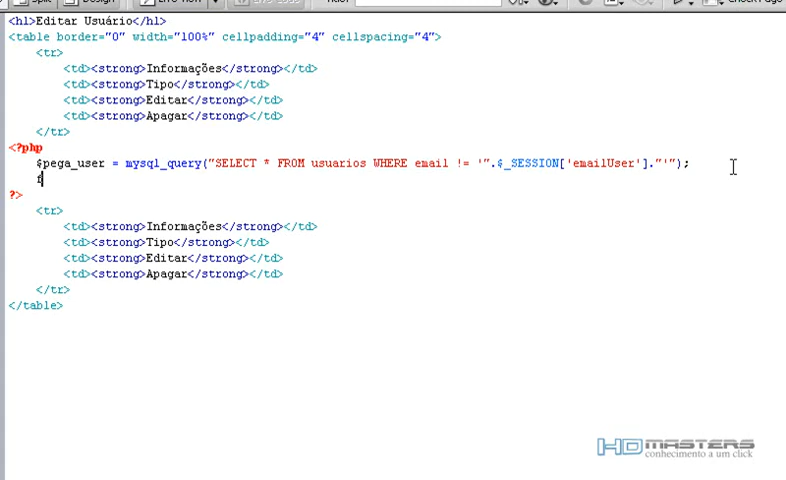 Split
Design
<h1>Editar Usuário</h1>
<table border="0" width="100%" cellpadding="4" cellspacing="4">
<tr>
<td><strong>Informações</strong></td>
<td><strong>Tipo</strong></td>
<td><strong>Editar</strong></td>
<td><strong>Apagar</strong></td>
</tr>
<?php
$pega_user = mysql_query("SELECT * FROM usuarios WHERE email != '".$_SESSION['emailUser']."'");
f
?>
<tr>
<td><strong>Informações</strong></td>
<td><strong>Tipo</strong></td>
<td><strong>Editar</strong></td>
<td><strong>Apagar</strong></td>
</tr>
</table>
HDMASTERS
conhecimento a um click